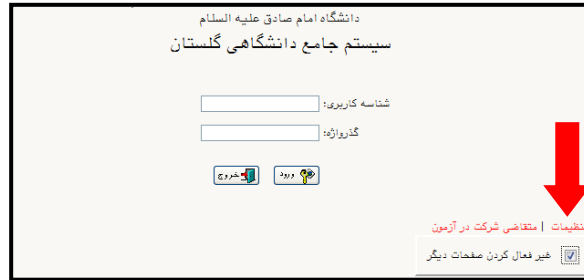 دانشگاه امام صادق علیه السلام
سیستم جامع دانشگاهی گلستان
شناسه کاربری:
گذرواژه:
ورود خروج
تنظیمات | متقاضی شرکت در آزمون
غیر فعال کردن صفحات دیگر